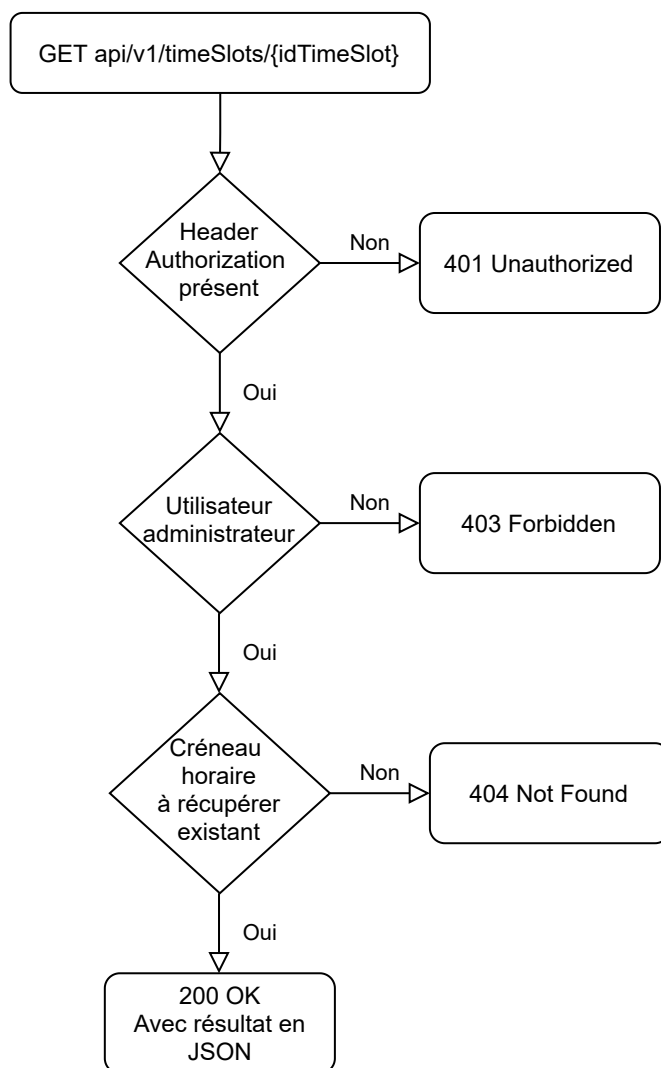 GET api/v1/timeSlots/{idTimeSlot}
Header
Authorization
présent
Non
401 Unauthorized
Oui
Utilisateur
administrateur
Non
403 Forbidden
Oui
Créneau
horaire
à récupérer
existant
Non
404 Not Found
Oui
200 OK
Avec résultat en
JSON